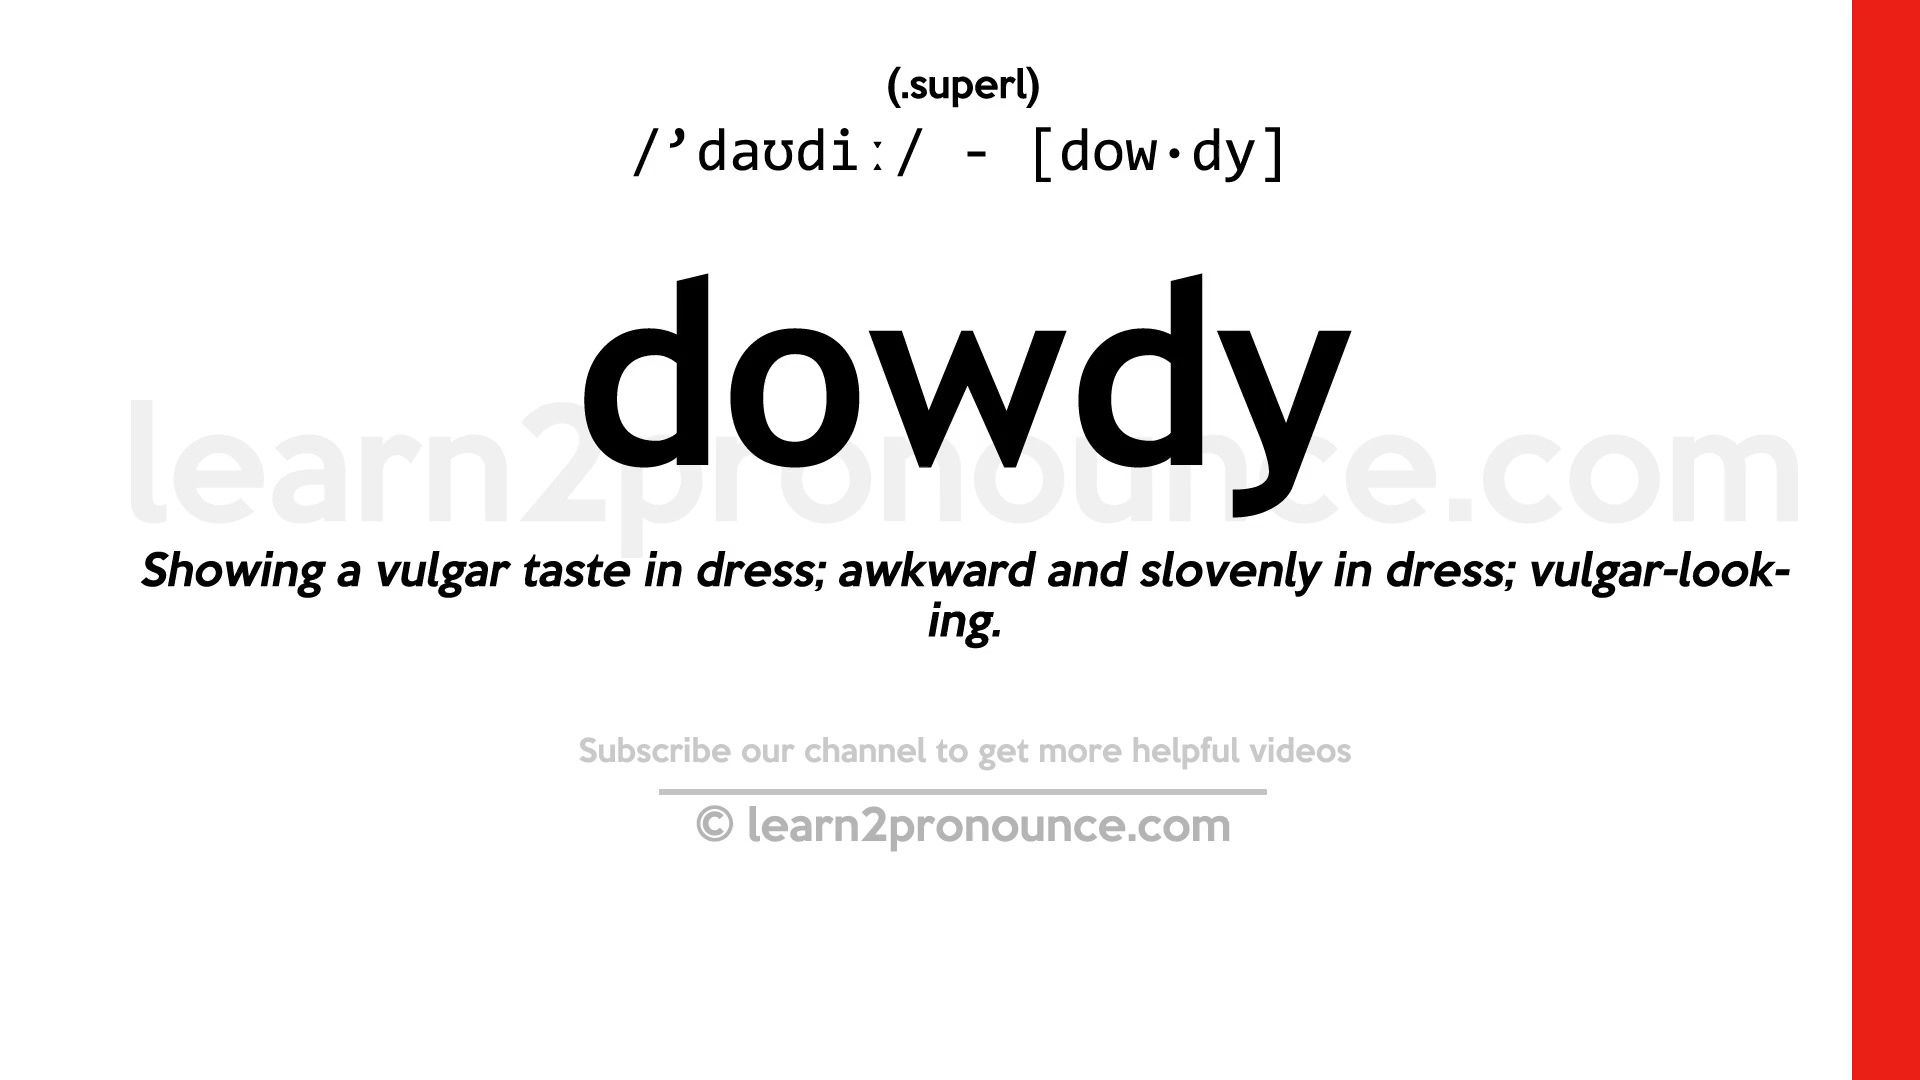 (.superl)
/’daʊdiː/ - [dow·dy]
dowdy
learn2pronounce.com
Showing a vulgar taste in dress; awkward and slovenly in dress; vulgar-look-
ing.
Subscribe our channel to get more helpful videos
© learn2pronounce.com